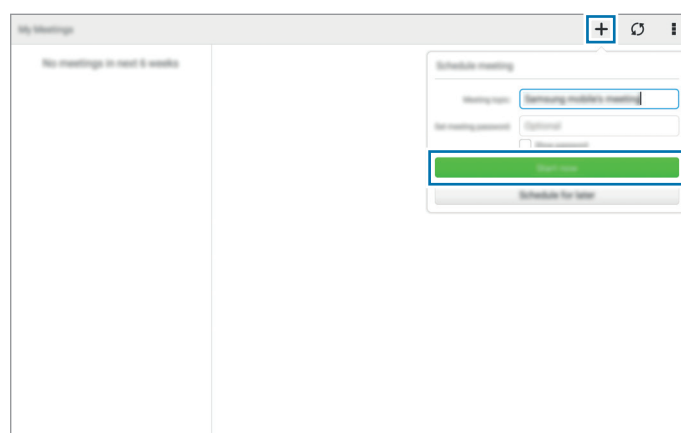 My Meetings
No meetings in next 6 weeks
Schedule meeting
Meeting topic Samsung mobile's meeting
Set meeting password Optional
Show password
Start now
Schedule for later